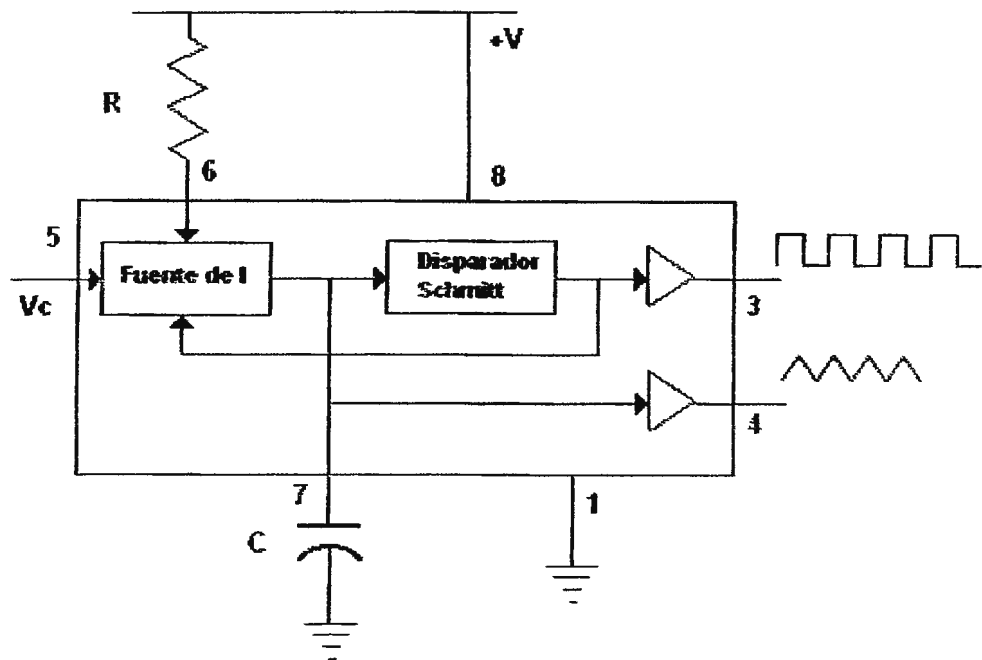 +V
R
6
8
5
Fuente de I
Disparador
Schmitt
Vc
3
4
7
1
C